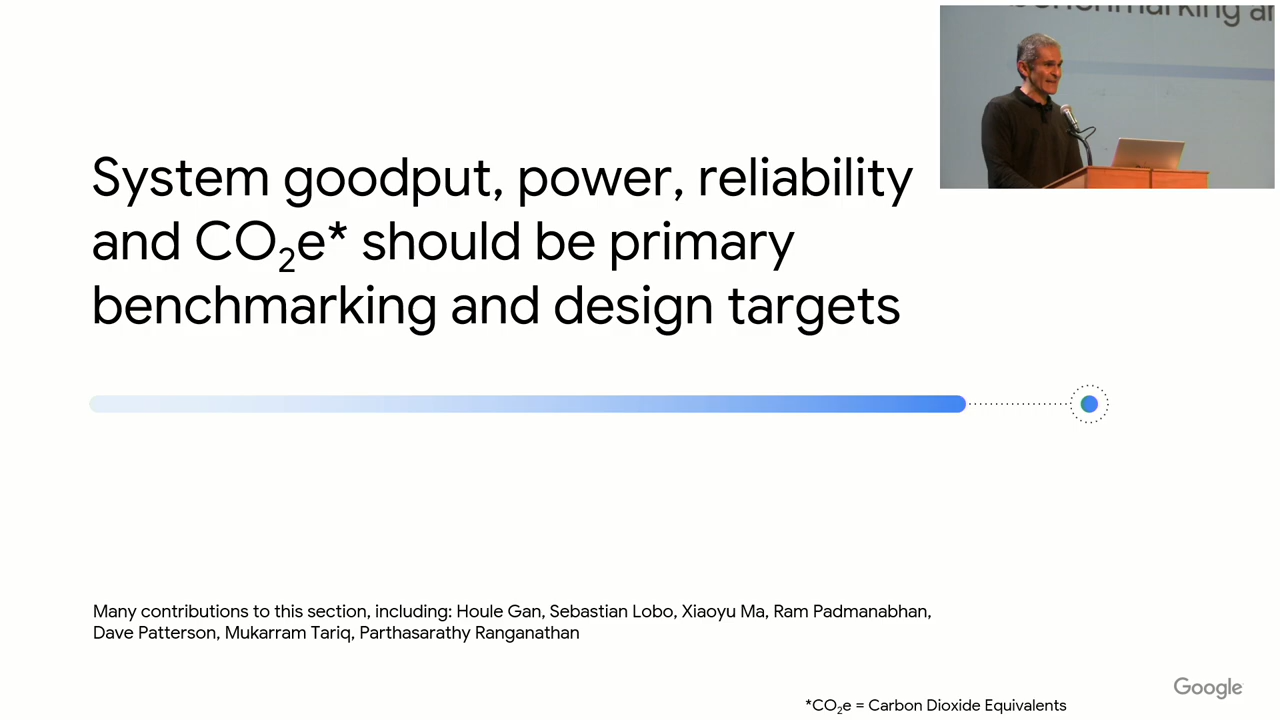 benchmarking an
System goodput, power, reliability
and CO₂e* should be primary
benchmarking and design targets
Many contributions to this section, including: Houle Gan, Sebastian Lobo, Xiaoyu Ma, Ram Padmanabhan,
Dave Patterson, Mukarram Tariq, Parthasarathy Ranganathan
Google
*CO₂e = Carbon Dioxide Equivalents